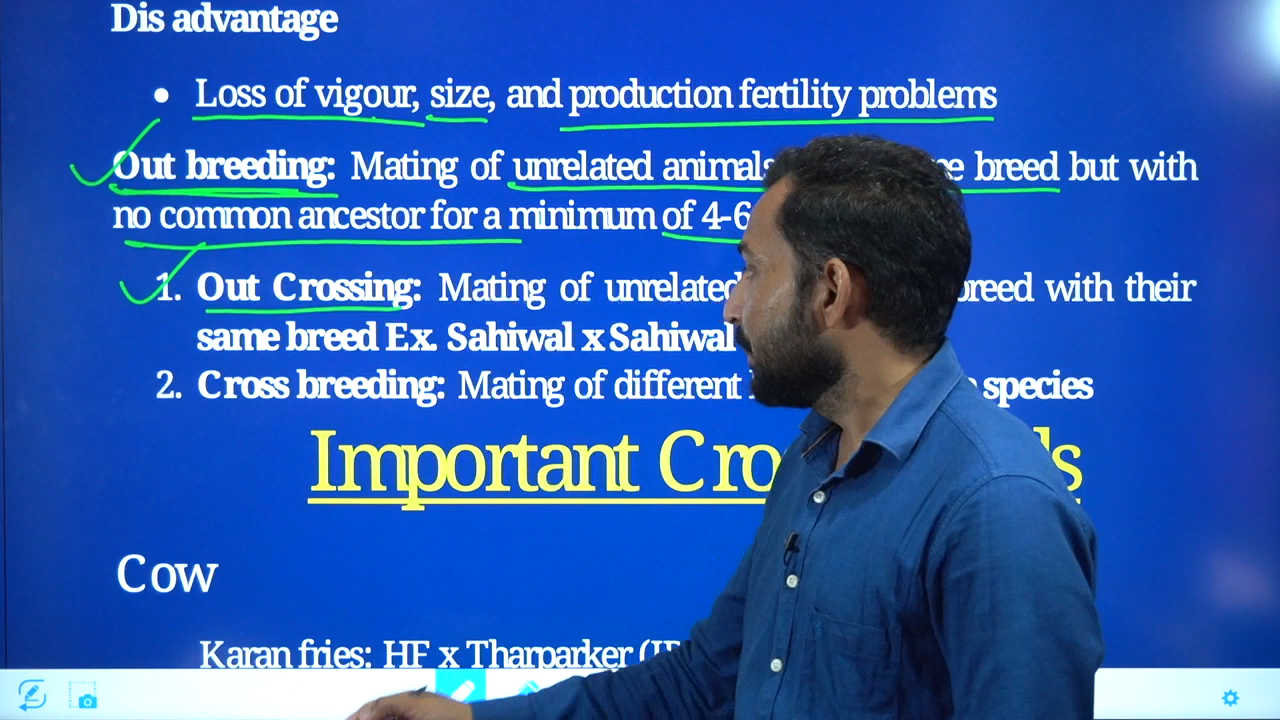 Dis advantage
• Loss of vigour, size, and production fertility problems
Out breeding: Mating of unrelated animals breed but with
no common ancestor for a minimum of 4-6
1. Out Crossing: Mating of unrelated breed with their
same breed Ex. Sahiwal x Sahiwal
2. Cross breeding: Mating of different species
Important
Cow
Karan fries: HF x Tharparker